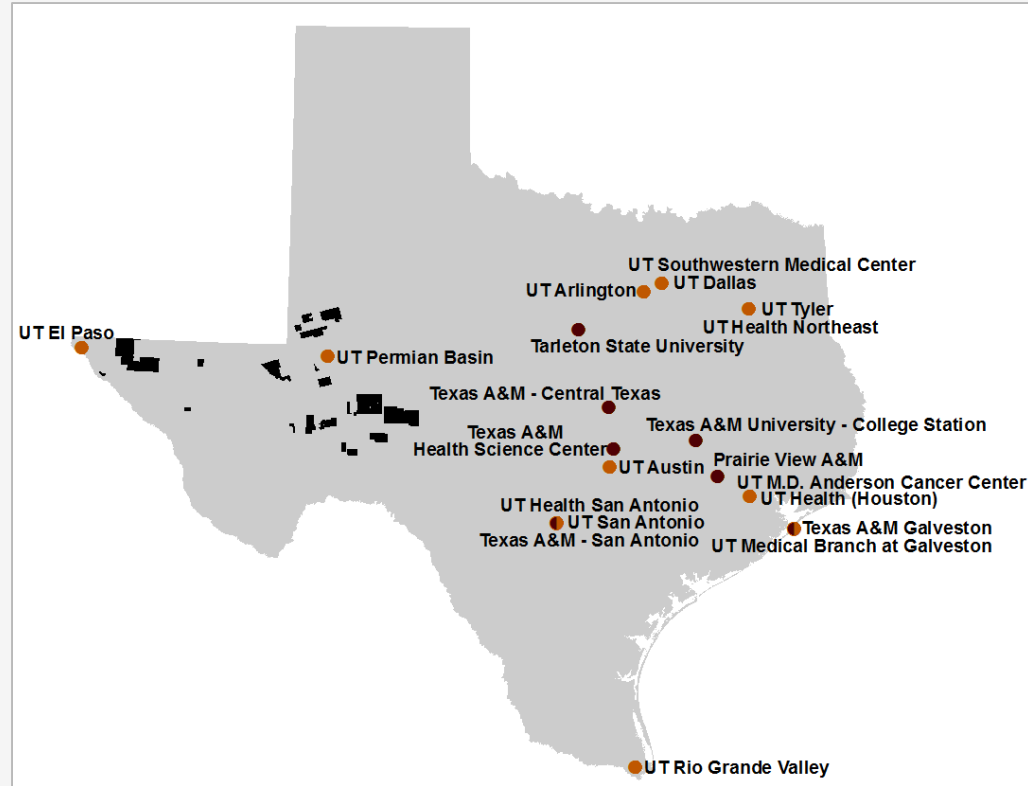 UT Southwestern Medical Center
UT Dallas
UT Arlington
UT Tyler
UT Health Northeast
UT El Paso
Tarleton State University
UT Permian Basin
Texas A&M - Central Texas
Texas A&M University - College Station
Texas A&M
Health Science Center
Prairie View A&M
UT Austin
UT M.D. Anderson Cancer Center
UT Health (Houston)
UT Health San Antonio
UT San Antonio
Texas A&M - San Antonio
Texas A&M Galveston
UT Medical Branch at Galveston
UT Rio Grande Valley